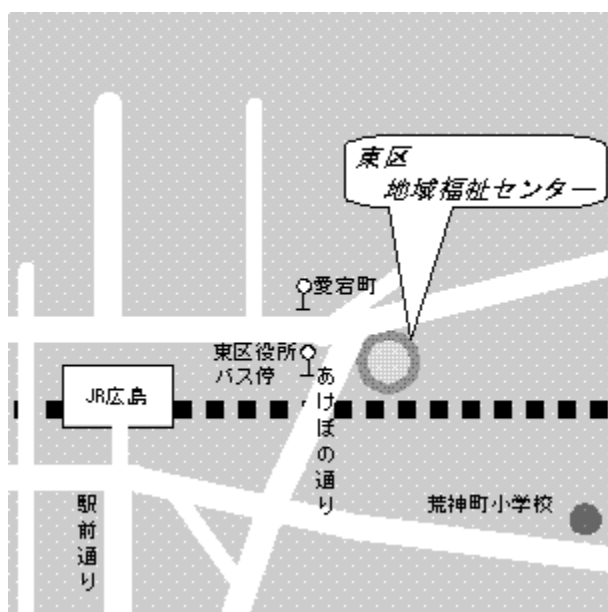 東区
地域福祉センター
愛宕町
東区役所
バス停
JR広島
あけぼの通り
荒神町小学校
駅前通り